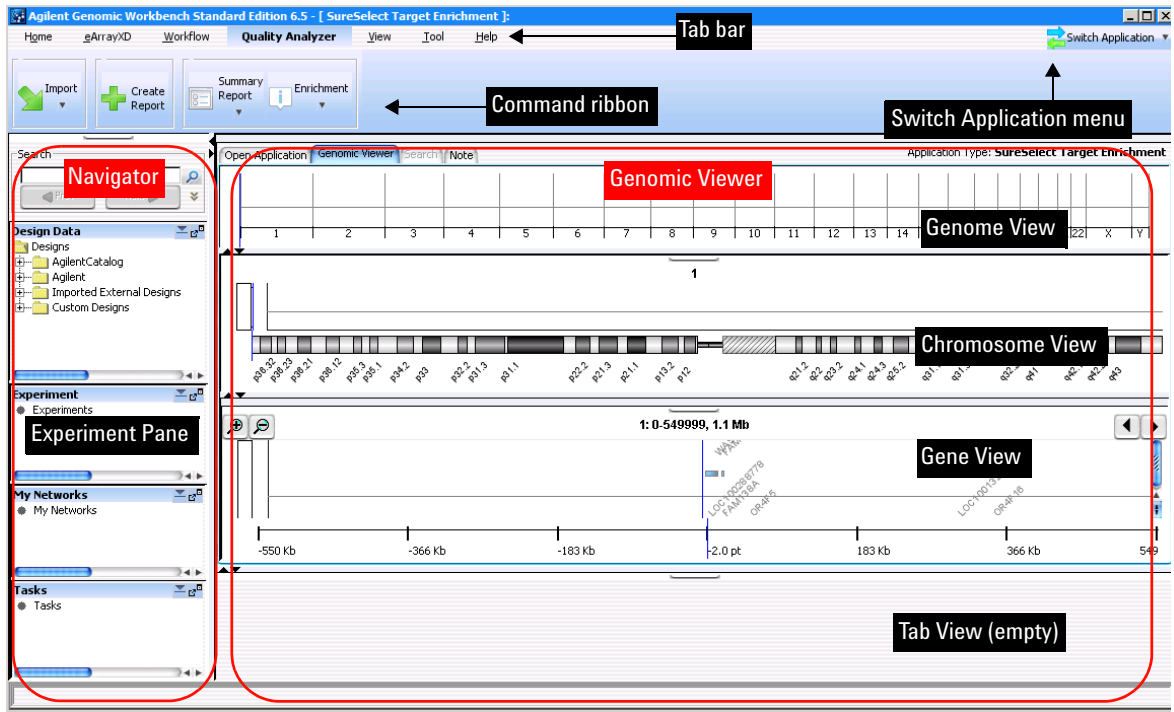 Agilent Genomic Workbench Standard Edition 6.5 - [ SureSelect Target Enrichment ]:
Home eArrayXD Workflow Quality Analyzer View Tool Help Tab bar Switch Application
Import Create Report Summary Report Enrichment
Command ribbon
Switch Application menu
Search
Navigator
Open Application Genomic Viewer Search Note Application Type: SureSelect Target Enrichment
Genomic Viewer
Genome View
1 2 3 4 5 6 7 8 9 10 11 12 13 14 22 X Y
Design Data
Designs
AgilentCatalog
Agilent
Imported External Designs
Custom Designs
1
Chromosome View
p36.32 p36.23 p36.21 p36.12 p35.3 p35.1 p34.2 p33 p32.2 p31.3 p31.1 p22.2 p21.3 p21.1 p13.2 p12 q21.2 q22 q23.2 q24.1 q24.3 q25.2 q41 q43
Experiment
Experiments
Experiment Pane
1: 0-549999, 1.1 Mb
Gene View
LOC100288778
FAM138A
OR4F5
OR4F16
-550 Kb -366 Kb -183 Kb -2.0 pt 183 Kb 366 Kb 549
My Networks
My Networks
Tasks
Tasks
Tab View (empty)